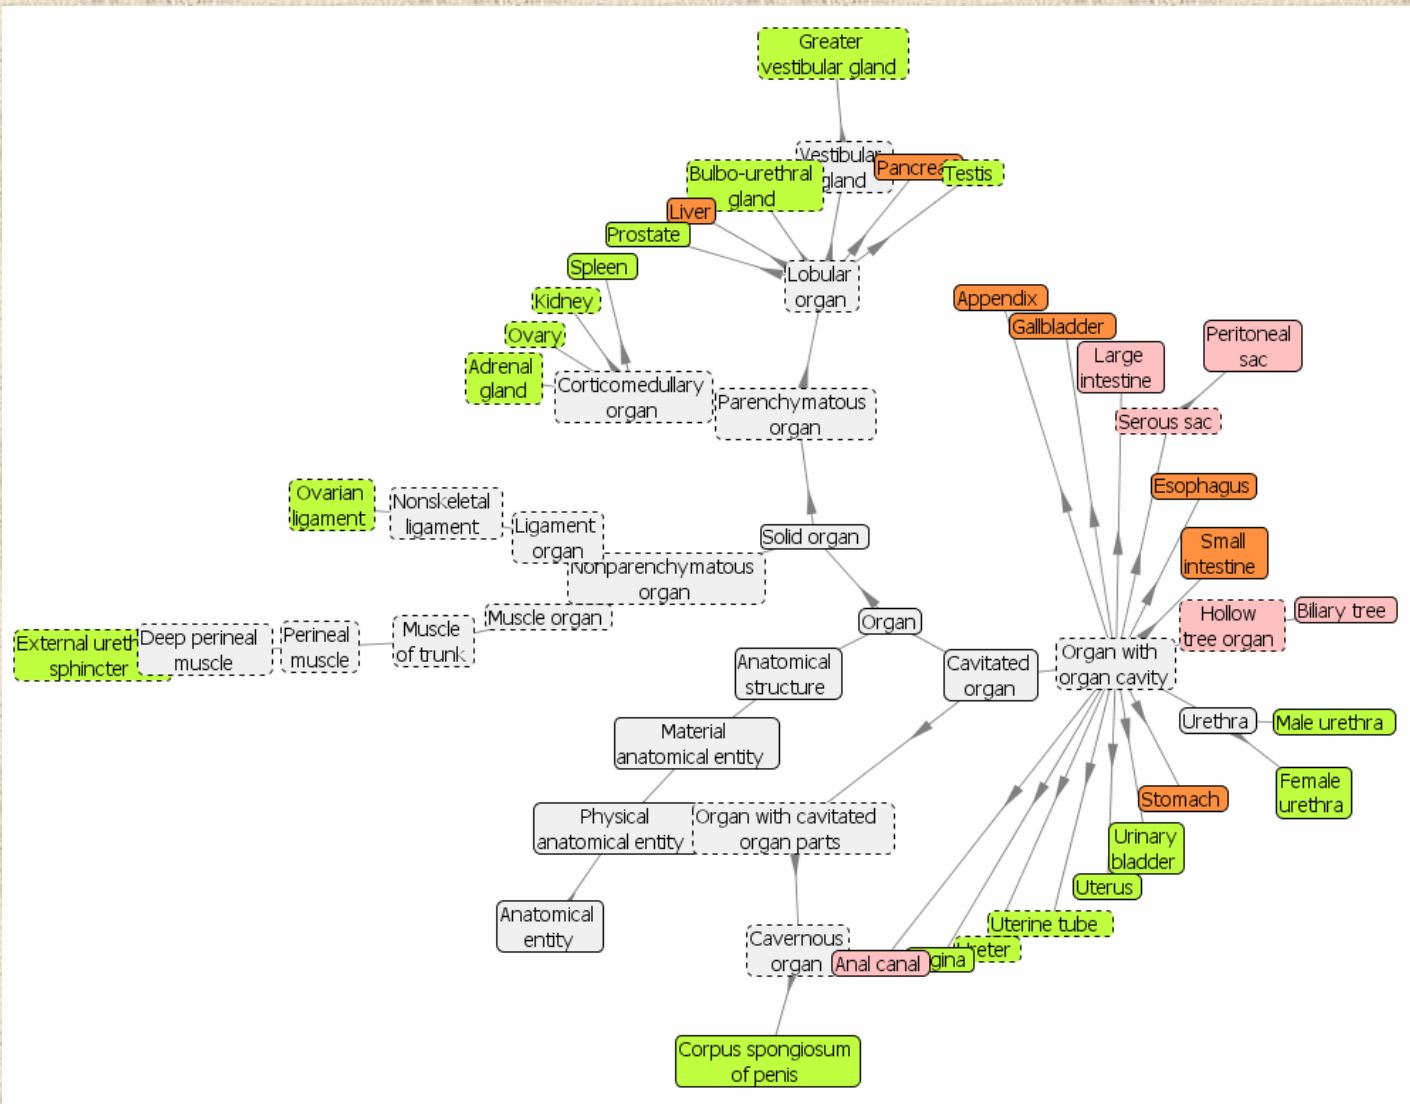 Greater
vestibular gland
Vestibular
gland
Testis
Bulbo-urethral
gland
Liver
Prostate
Spleen
Lobular
organ
Kidney
Ovary
Adrenal
gland
Corticomedullary
organ
Parenchymatous
organ
Appendix
Gallbladder
Large
intestine
Peritoneal
sac
Serous sac
Esophagus
Small
intestine
Ovarian
ligament
Nonskeletal
ligament
Ligament
organ
Solid organ
Nonparenchymatous
organ
Muscle organ
Hollow
tree organ
Biliary tree
External
sphincter
Deep perineal
muscle
Perineal
muscle
Muscle
of trunk
Organ
Anatomical
structure
Cavitated
organ
Organ with
organ cavity
Urethra
Male urethra
Female
urethra
Material
anatomical entity
Stomach
Physical
anatomical entity
Organ with cavitated
organ parts
Urinary
bladder
Uterus
Anatomical
entity
Uterine tube
Cavernous
organ
Anal canal
Corpus spongiosum
of penis